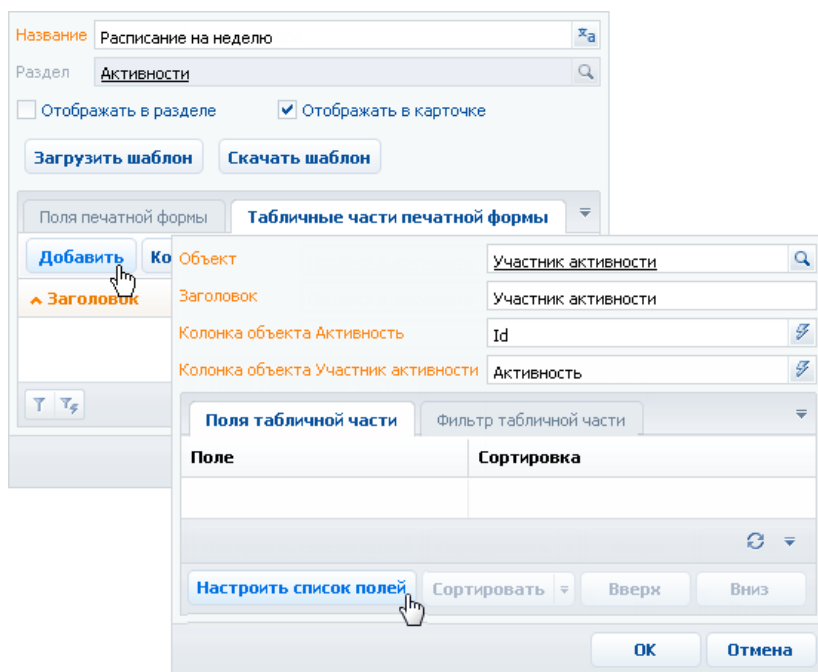 Название Расписание на неделю
Раздел Активности
Отображать в разделе Отображать в карточке
Загрузить шаблон Скачать шаблон
Поля печатной формы Табличные части печатной формы
Добавить Ко
Заголовок
Объект Участник активности
Заголовок Участник активности
Колонка объекта Активность Id
Колонка объекта Участник активности Активность
Поля табличной части Фильтр табличной части
Поле Сортировка
Настроить список полей Сортировать Вверх Вниз
ОК Отмена